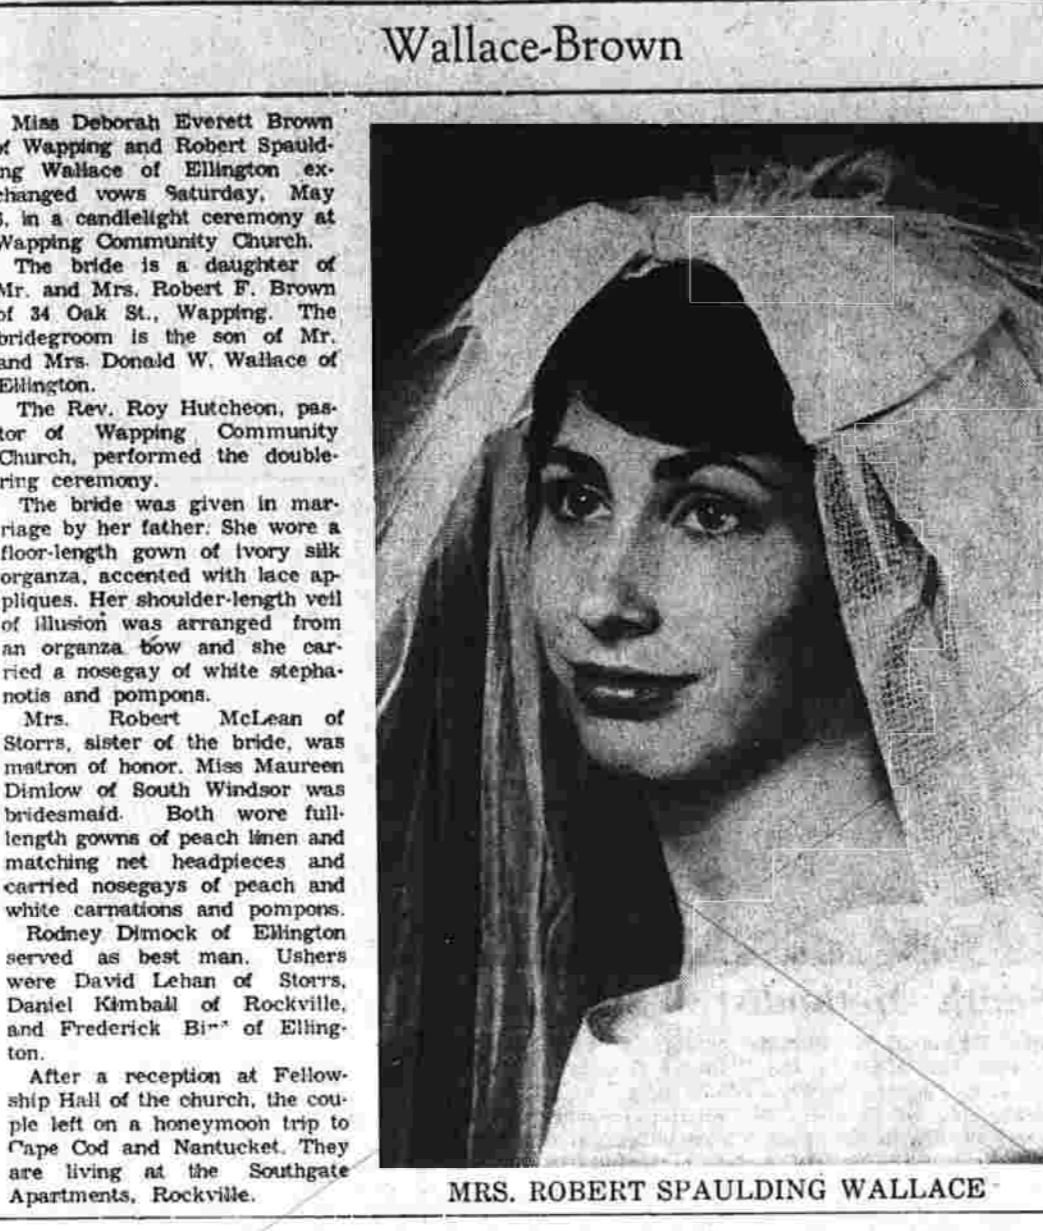 Wallace-Brown
Miss Deborah Everett Brown
of Wapping and Robert Spauld-
ing Wallace of Ellington ex-
changed vows Saturday, May
in a candlelight ceremony at
Wapping Community Church.
The bride is a daughter of
Mr. and Mrs. Robert F. Brown
of 34 Oak St., Wapping. The
bridegroom is the son of Mr.
and Mrs. Donald W. Wallace of
Ellington.
The Rev. Roy Hutcheon, pas-
tor of Wapping Community
Church, performed the double-
ring ceremony.
The bride was given in mar-
riage by her father. She wore a
floor-length gown of ivory silk
organza, accented with lace ap-
pliques. Her shoulder-length veil
of illusion was arranged from
an organza bow and she car-
ried a nosegay of white stepha-
notis and pompons.
Mrs. Robert McLean of
Storrs, sister of the bride, was
matron of honor. Miss Maureen
Dimlow of South Windsor was
bridesmaid. Both wore full-
length gowns of peach linen and
matching net headpieces and
carried nosegays of peach and
white carnations and pompons.
Rodney Dimock of Ellington
served as best man. Ushers
were David Lehan of Storrs,
Daniel Kimball of Rockville,
and Frederick of Elling-
ton.
After a reception at Fellow-
ship Hall of the church, the cou-
ple left on a honeymoon trip to
Cape Cod and Nantucket. They
are living at the Southgate
Apartments, Rockville.
MRS. ROBERT SPAULDING WALLACE